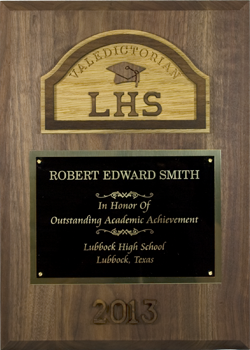 VALEDICTORIAN
LHS
ROBERT EDWARD SMITH
In Honor Of
Outstanding Academic Achievement
Lubbock High School
Lubbock, Texas
2013